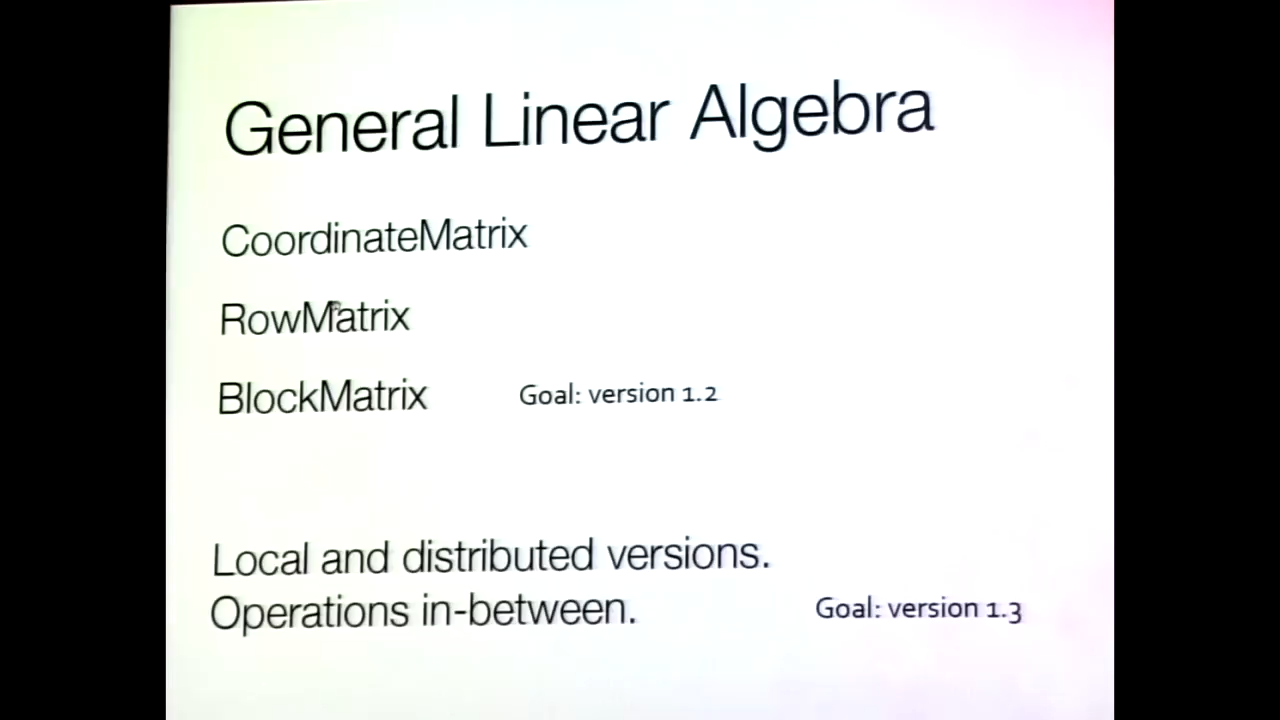 General Linear Algebra
CoordinateMatrix
RowMatrix
BlockMatrix
Goal: version 1.2
Local and distributed versions.
Operations in-between.
Goal: version 1.3